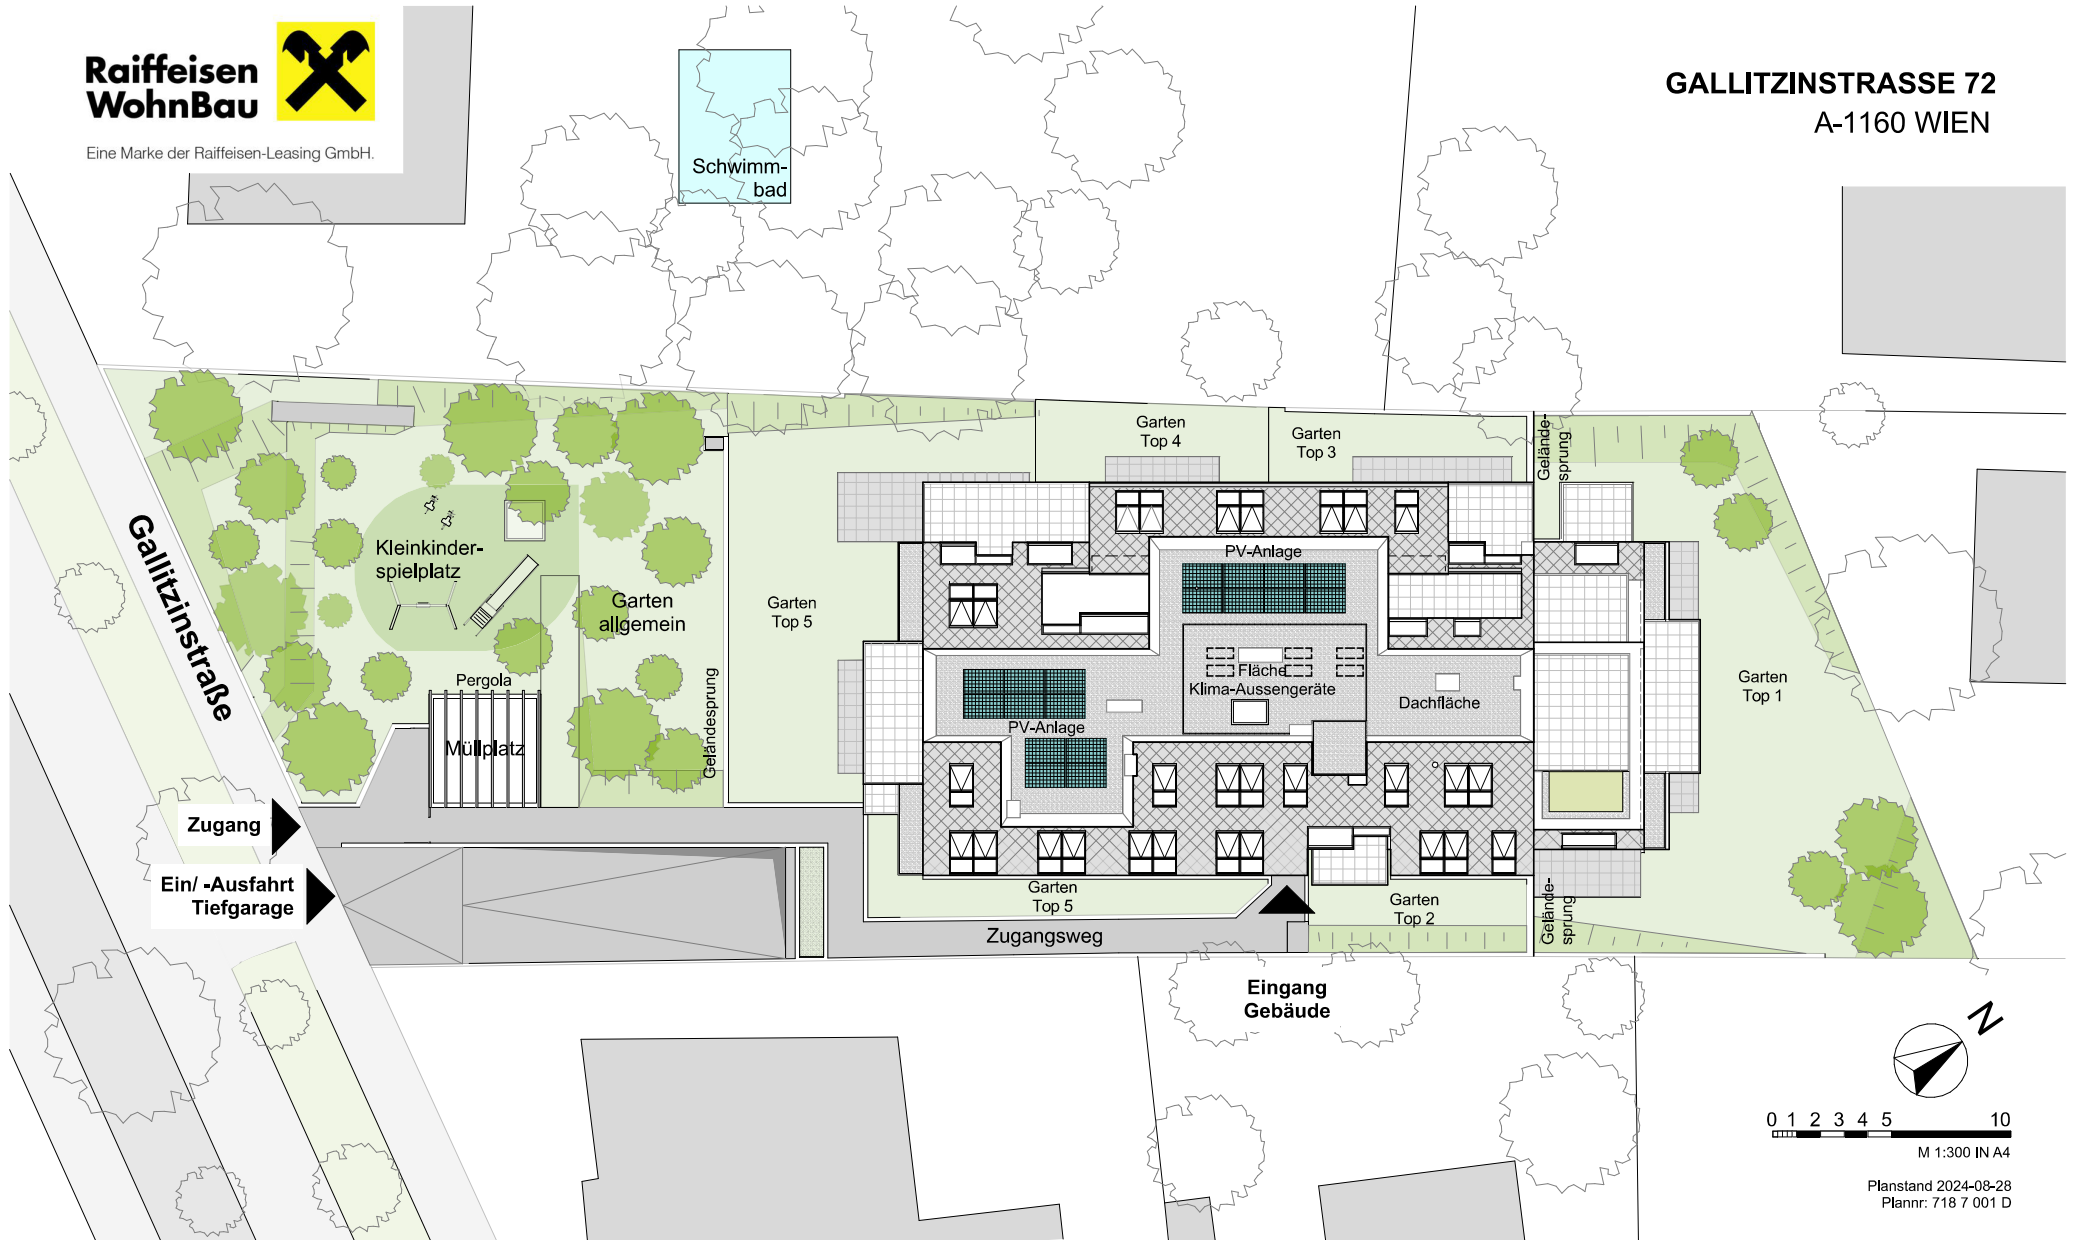 Raiffeisen
WohnBau
Eine Marke der Raiffeisen-Leasing GmbH.
GALLITZINSTRASSE 72
A-1160 WIEN
Schwimm-
bad
Gallitzinstraße
Kleinkinder-
spielplatz
Garten
allgemein
Pergola
Müllplatz
Geländesprung
Garten
Top 5
Garten
Top 4
Garten
Top 3
Gelände-
sprung
PV-Anlage
Fläche
Klima-Aussengeräte
Dachfläche
PV-Anlage
Garten
Top 1
Zugang
Ein/ -Ausfahrt
Tiefgarage
Garten
Top 5
Garten
Top 2
Gelände-
sprung
Zugangsweg
Eingang
Gebäude
N
0 1 2 3 4 5 10
M 1:300 IN A4
Planstand 2024-08-28
Plannr: 718 7 001 D